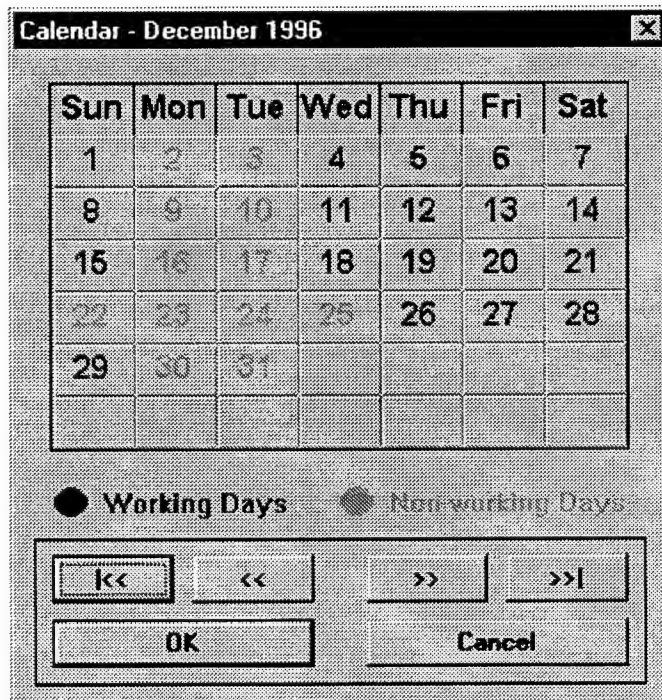 Calendar - December 1996
Sun Mon Tue Wed Thu Fri Sat
1 2 3 4 5 6 7
8 9 10 11 12 13 14
15 16 17 18 19 20 21
22 23 24 25 26 27 28
29 30 31
Working Days Non-working Days
|<< << >> >>|
OK Cancel